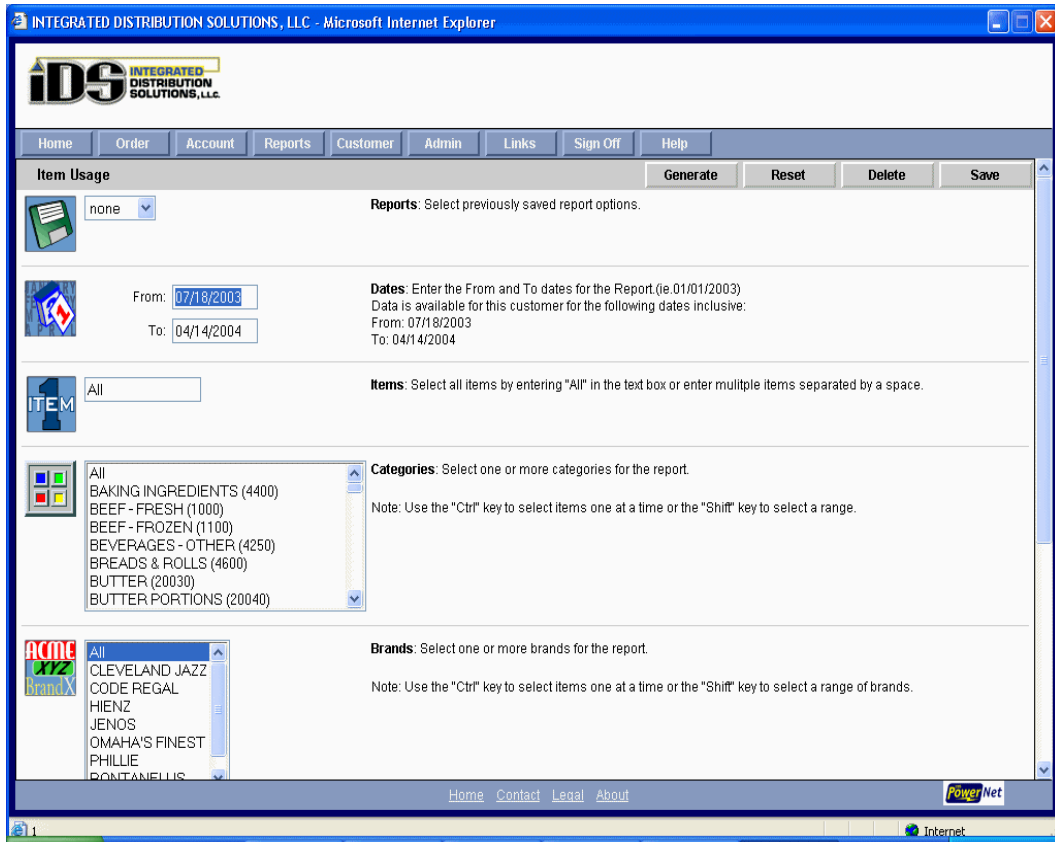 INTEGRATED DISTRIBUTION SOLUTIONS, LLC - Microsoft Internet Explorer
iDS INTEGRATED
DISTRIBUTION
SOLUTIONS, LLC.
Home Order Account Reports Customer Admin Links Sign Off Help
Item Usage Generate Reset Delete Save
none
Reports: Select previously saved report options.
From: 07/18/2003
To: 04/14/2004
Dates: Enter the From and To dates for the Report.(ie.01/01/2003)
Data is available for this customer for the following dates inclusive:
From: 07/18/2003
To: 04/14/2004
ITEM 1
All
Items: Select all items by entering "All" in the text box or enter mulitple items separated by a space.
All
BAKING INGREDIENTS (4400)
BEEF - FRESH (1000)
BEEF - FROZEN (1100)
BEVERAGES - OTHER (4250)
BREADS & ROLLS (4600)
BUTTER (20030)
BUTTER PORTIONS (20040)
Categories: Select one or more categories for the report.
Note: Use the "Ctrl" key to select items one at a time or the "Shift" key to select a range.
ACME
XYZ
BrandX
All
CLEVELAND JAZZ
CODE REGAL
HIENZ
JENOS
OMAHA'S FINEST
PHILLIE
Brands: Select one or more brands for the report.
Note: Use the "Ctrl" key to select items one at a time or the "Shift" key to select a range of brands.
Home Contact Legal About
Power Net
1 Internet